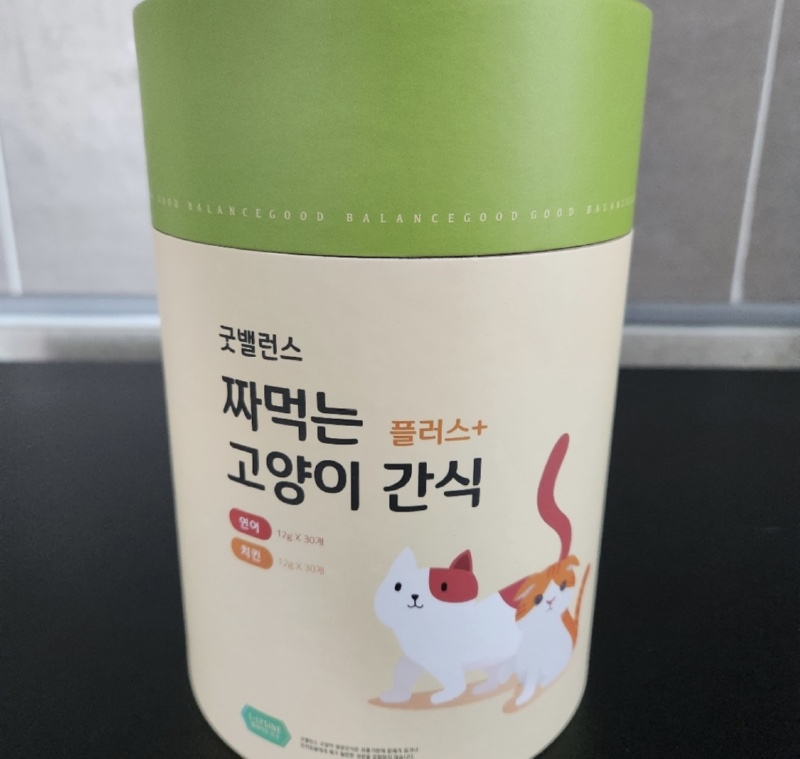 GOOD BALANCEGOOD BALANCEGOOD GOOD
굿밸런스
짜먹는
플러스+
고양이 간식
연어 12g X 30개
치킨 12g X 30개